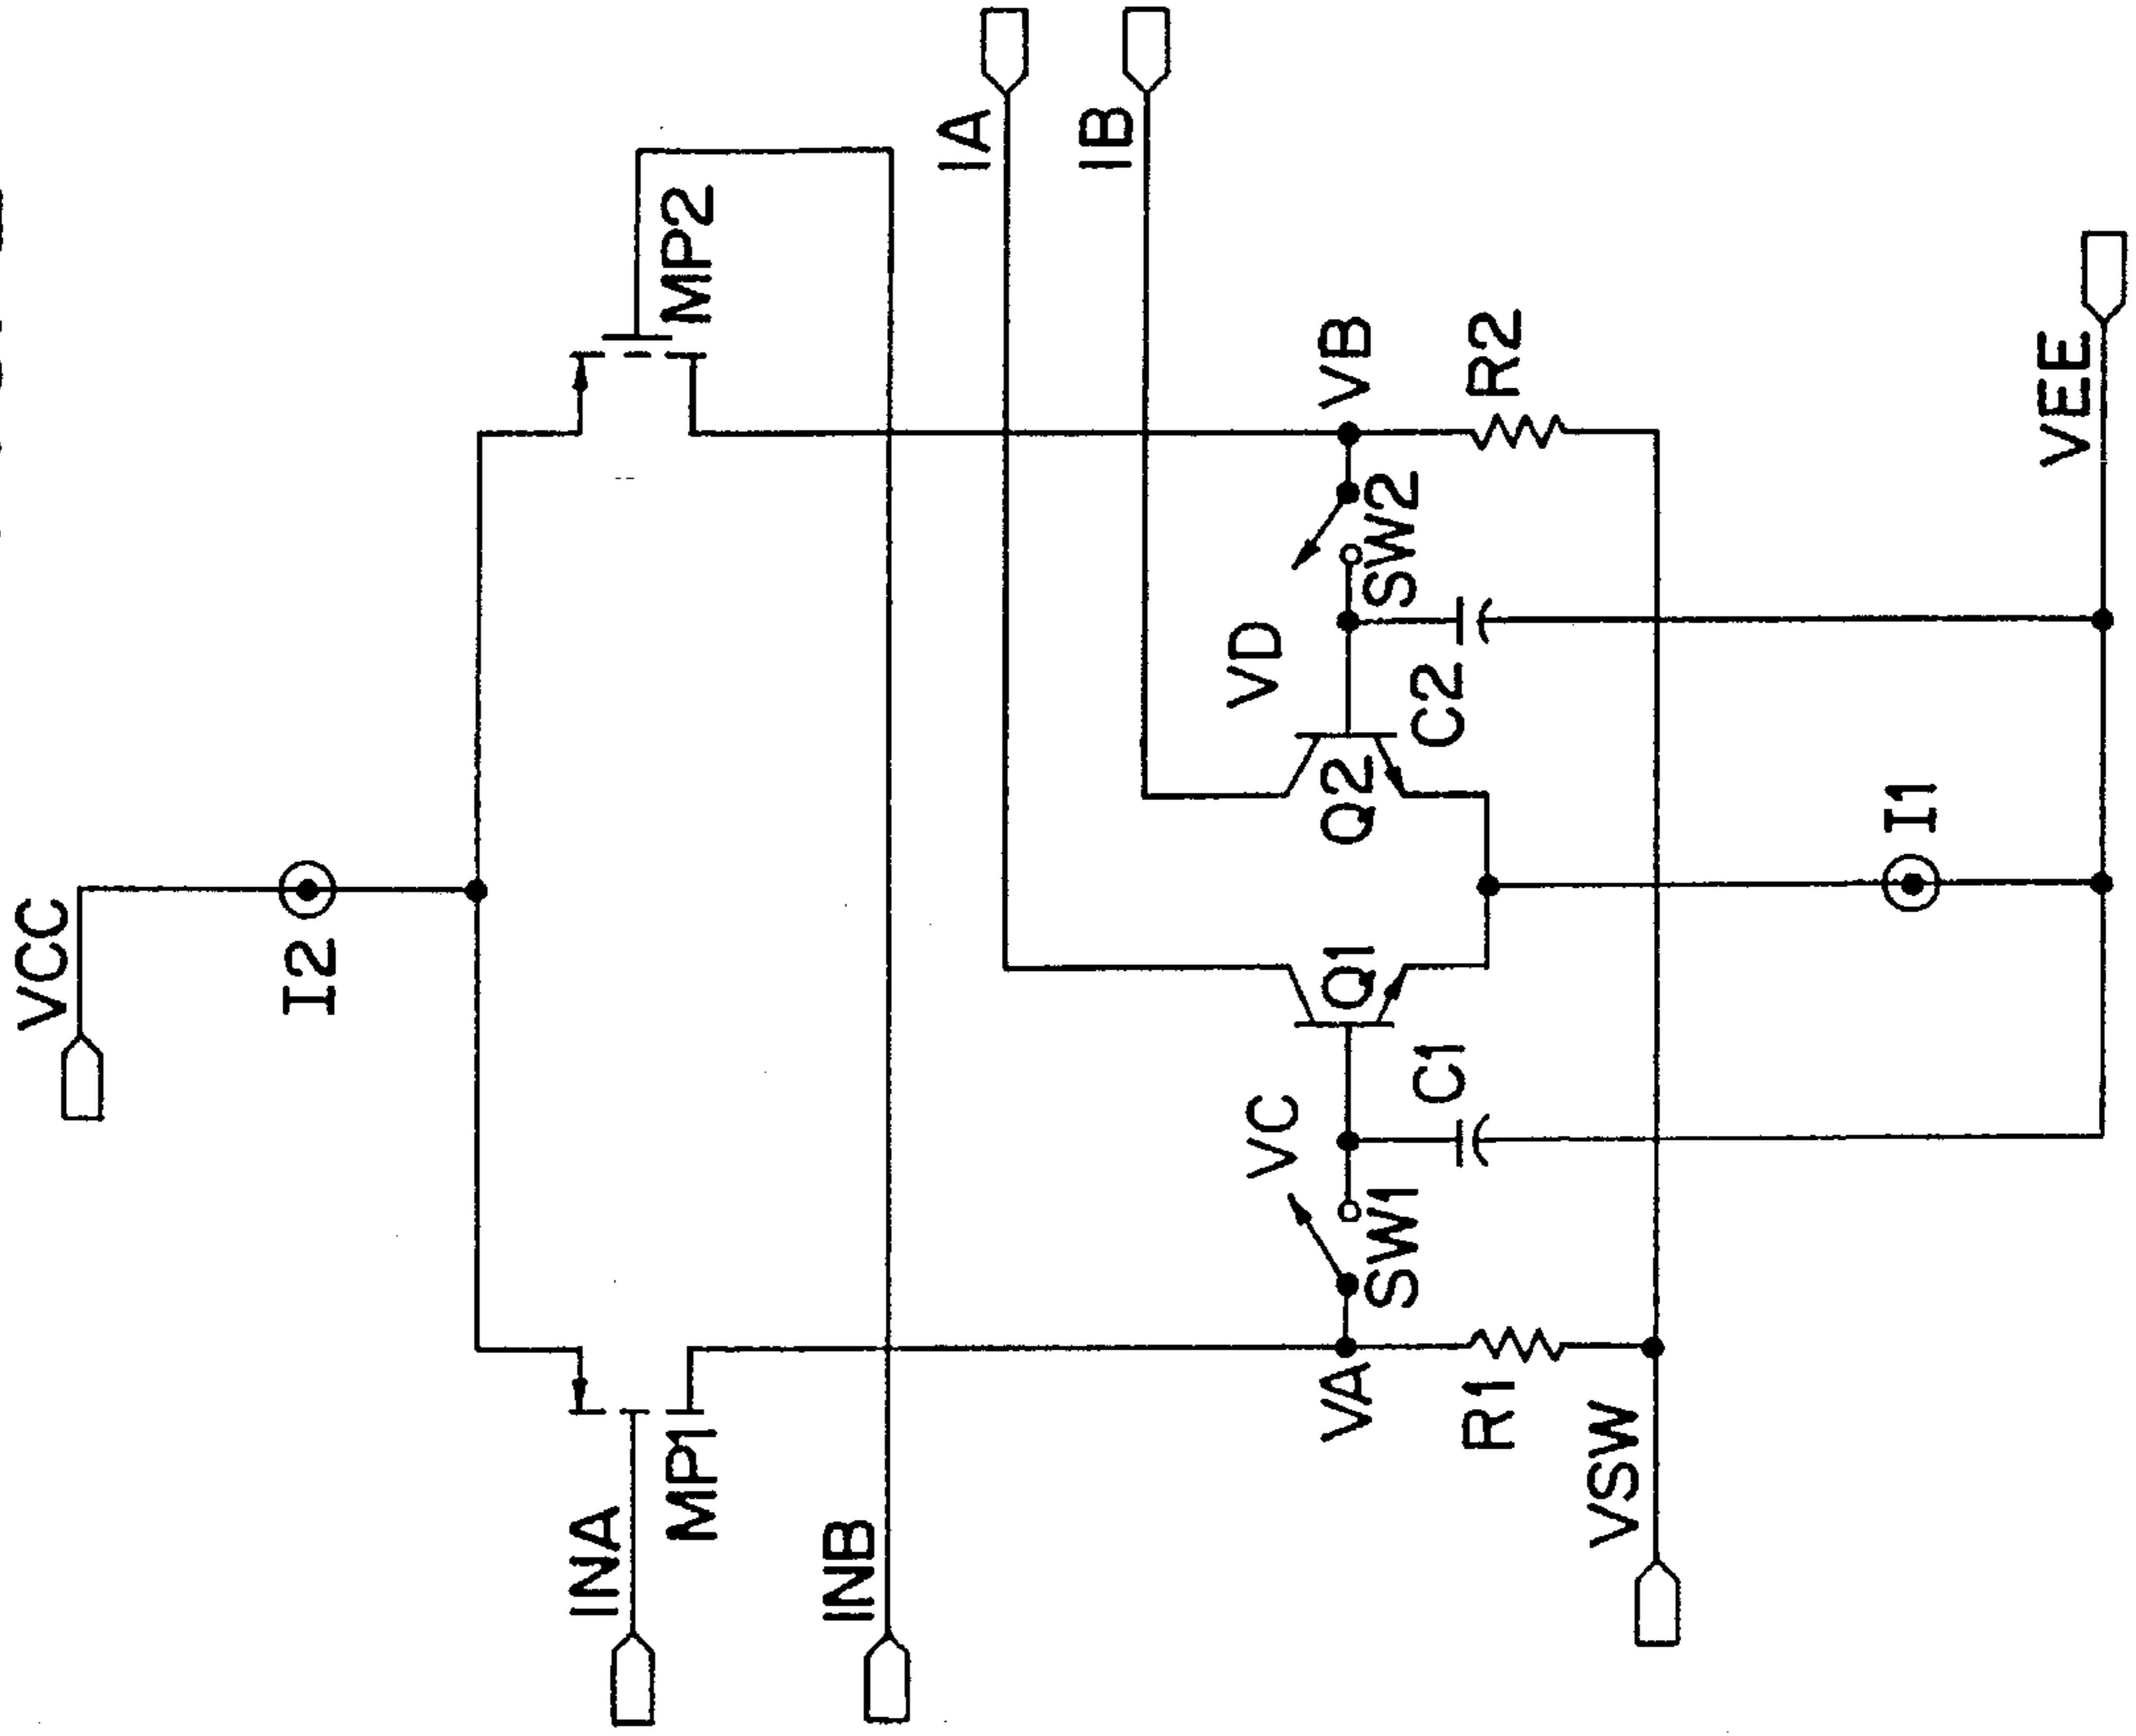 VCC
I2
INA
MP1
MP2
INB
IA
IB
VC
VD
VA
SW1
Q1
Q2
SW2
VB
R1
C1
C2
R2
VSW
I1
VEE